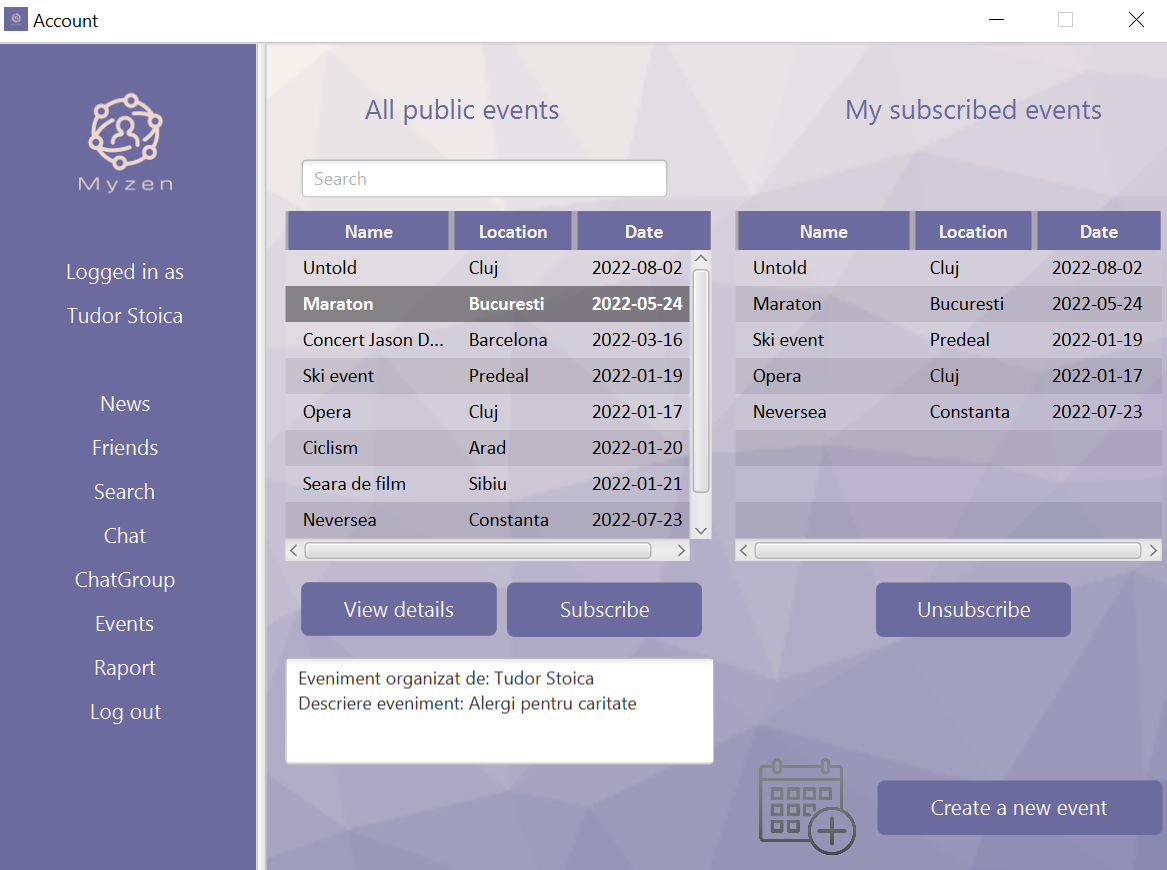 Account
Myzen
Logged in as
Tudor Stoica
News
Friends
Search
Chat
ChatGroup
Events
Raport
Log out
All public events
Search
Name Location Date
Untold Cluj 2022-08-02
Maraton Bucuresti 2022-05-24
Concert Jason D... Barcelona 2022-03-16
Ski event Predeal 2022-01-19
Opera Cluj 2022-01-17
Ciclism Arad 2022-01-20
Seara de film Sibiu 2022-01-21
Neversea Constanta 2022-07-23
View details Subscribe
Eveniment organizat de: Tudor Stoica
Descriere eveniment: Alergi pentru caritate
My subscribed events
Name Location Date
Untold Cluj 2022-08-02
Maraton Bucuresti 2022-05-24
Ski event Predeal 2022-01-19
Opera Cluj 2022-01-17
Neversea Constanta 2022-07-23
Unsubscribe
Create a new event